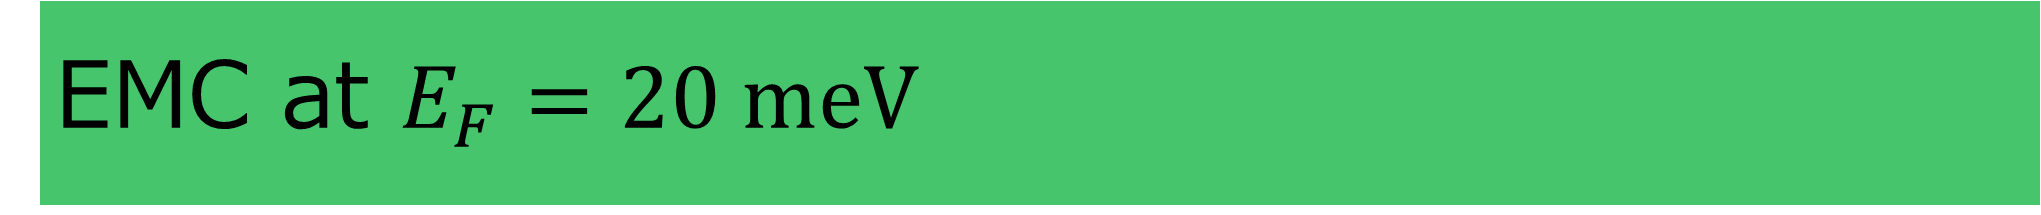 EMC at 𝐸_𝐹 = 20 meV